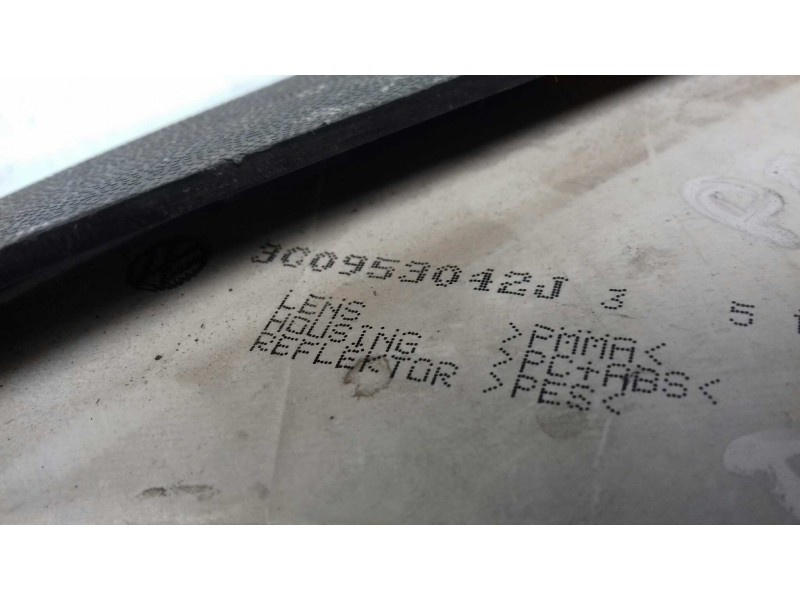 3C0953042J 3 5
LENS >PMMA<
HOUSING >PC+ABS<
REFLEKTOR >PES<